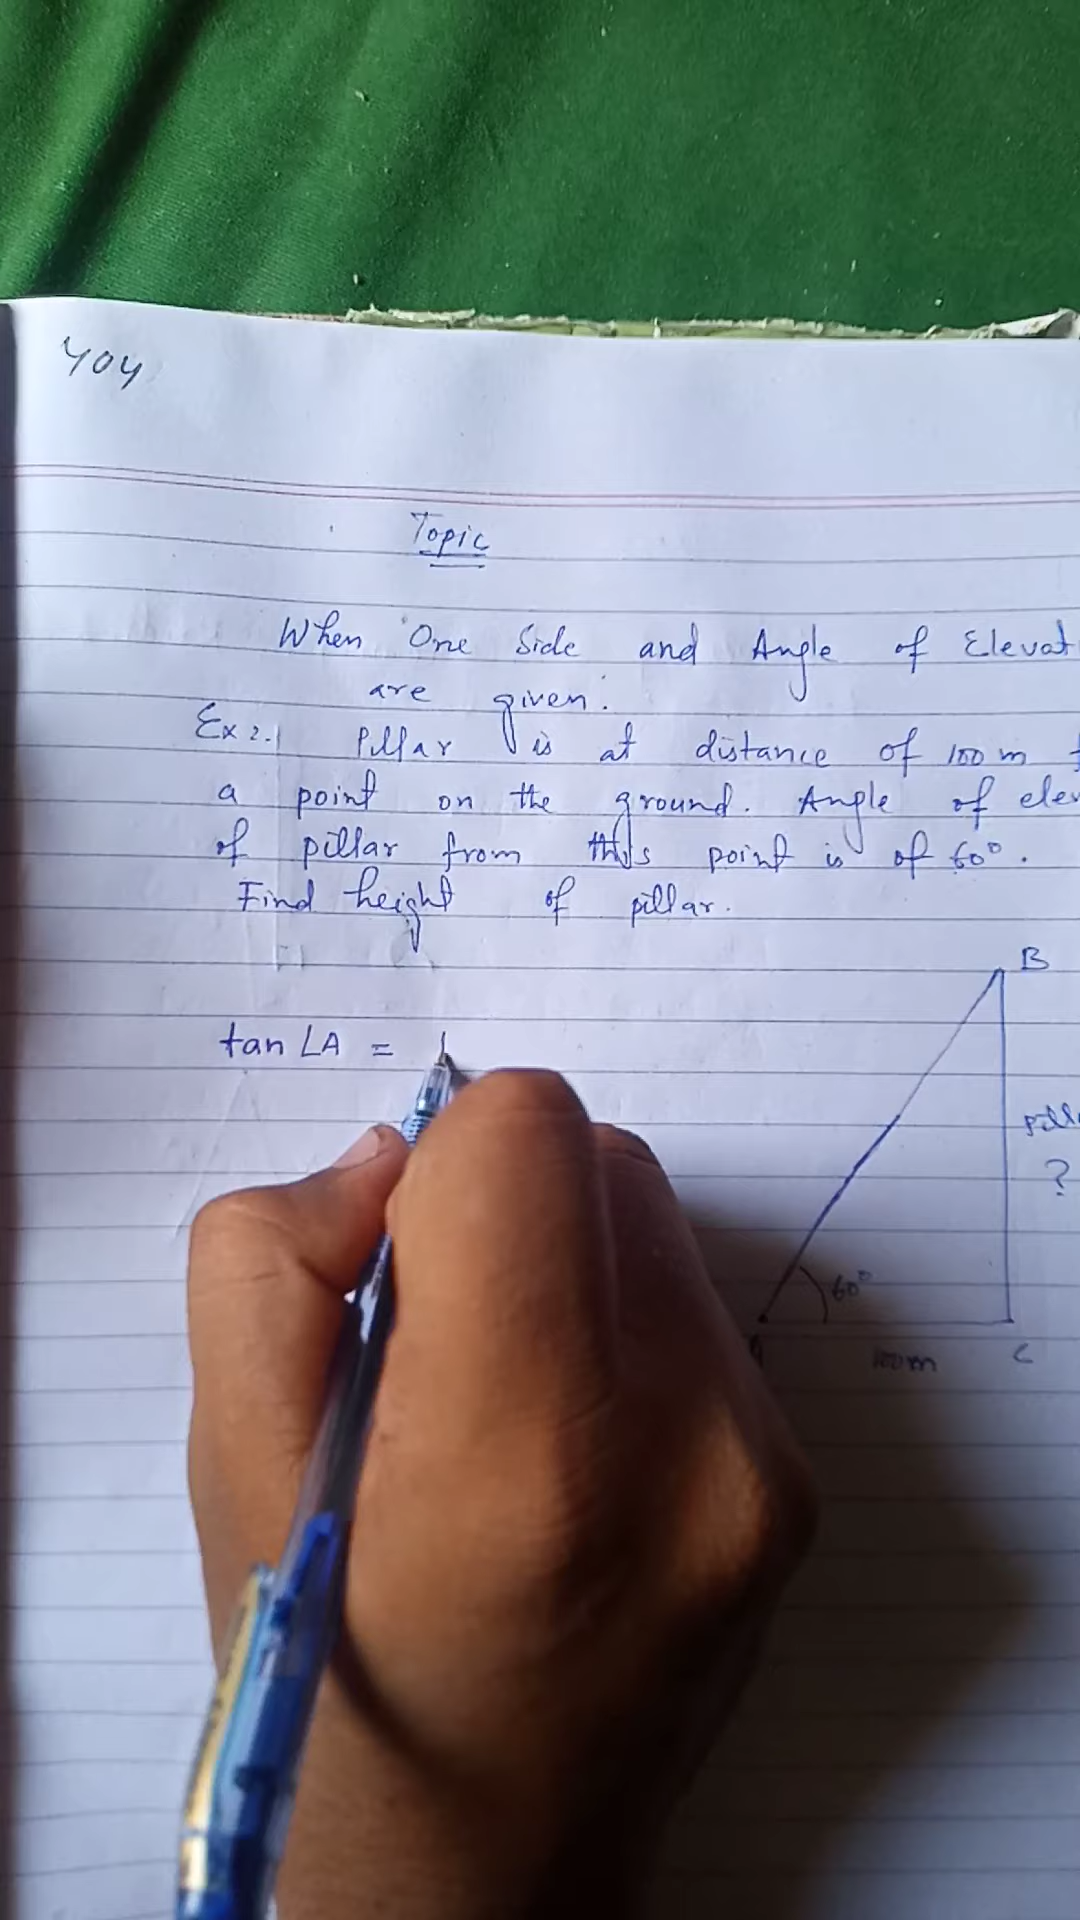 404
Topic
When One Side and Angle of Elevat
are given.
Ex 2. Pillar is at distance of 100 m
a point on the ground. Angle of elev
of pillar from this point is of 60°.
Find height of pillar.
B
tan ∠A =
pill
?
60°
100m C